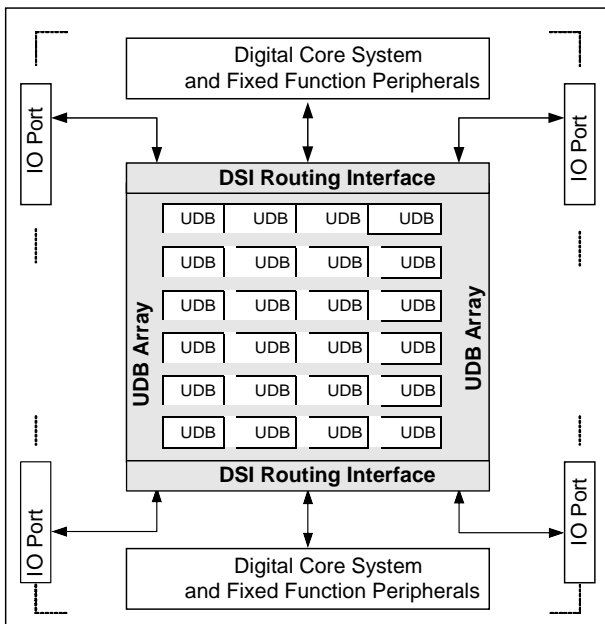 Digital Core System
and Fixed Function Peripherals
IO Port
IO Port
DSI Routing Interface
UDB UDB UDB UDB
UDB UDB UDB UDB
UDB UDB UDB UDB
UDB UDB UDB UDB
UDB UDB UDB UDB
UDB UDB UDB UDB
UDB Array
UDB Array
DSI Routing Interface
IO Port
IO Port
Digital Core System
and Fixed Function Peripherals